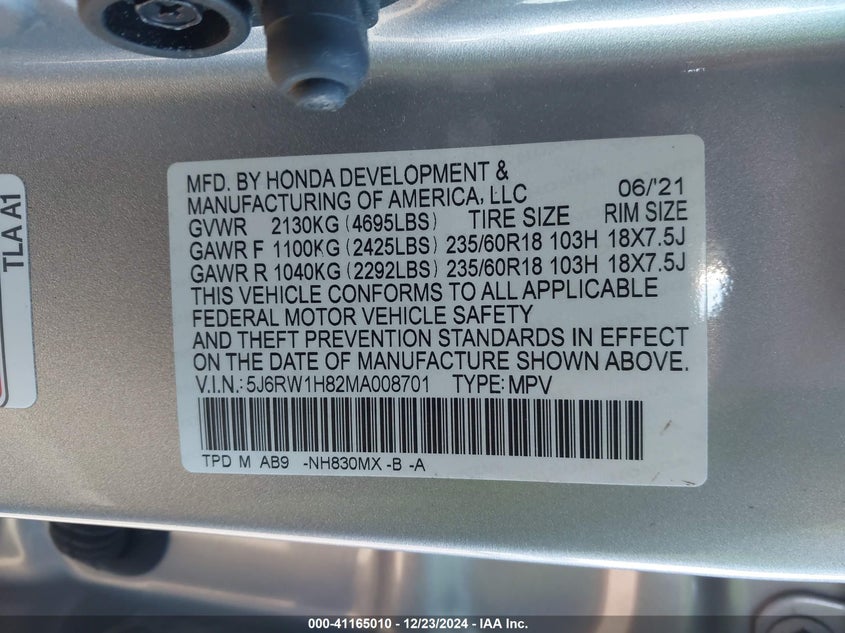 TLA A1
MFD. BY HONDA DEVELOPMENT &
MANUFACTURING OF AMERICA, LLC 06/'21
GVWR 2130KG (4695LBS) TIRE SIZE RIM SIZE
GAWR F 1100KG (2425LBS) 235/60R18 103H 18X7.5J
GAWR R 1040KG (2292LBS) 235/60R18 103H 18X7.5J
THIS VEHICLE CONFORMS TO ALL APPLICABLE
FEDERAL MOTOR VEHICLE SAFETY
AND THEFT PREVENTION STANDARDS IN EFFECT
ON THE DATE OF MANUFACTURE SHOWN ABOVE.
V.I.N.: 5J6RW1H82MA008701 TYPE: MPV
TPD M AB9 -NH830MX -B -A
000-41165010 - 12/23/2024 - IAA Inc.